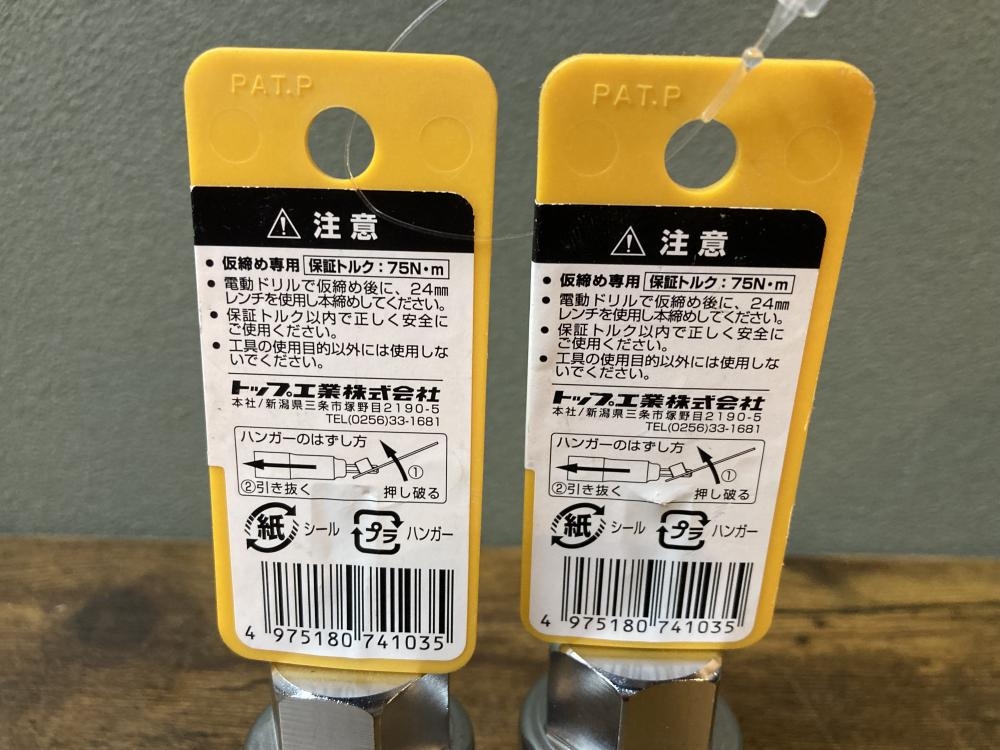 PAT.P
注意
• 仮締め専用 保証トルク：75N・m
• 電動ドリルで仮締め後に、24㎜
レンチを使用し本締めしてください。
• 保証トルク以内で正しく安全に
ご使用ください。
• 工具の使用目的以外には使用しな
いでください。
トップ工業株式会社
本社/新潟県三条市塚野目2190-5
TEL(0256)33-1681
ハンガーのはずし方
①
②引き抜く 押し破る
紙 シール プラ ハンガー
4 975180 741035
PAT.P
注意
• 仮締め専用 保証トルク：75N・m
• 電動ドリルで仮締め後に、24㎜
レンチを使用し本締めしてください。
• 保証トルク以内で正しく安全に
ご使用ください。
• 工具の使用目的以外には使用しな
いでください。
トップ工業株式会社
本社/新潟県三条市塚野目2190-5
TEL(0256)33-1681
ハンガーのはずし方
①
②引き抜く 押し破る
紙 シール プラ ハンガー
4 975180 741035